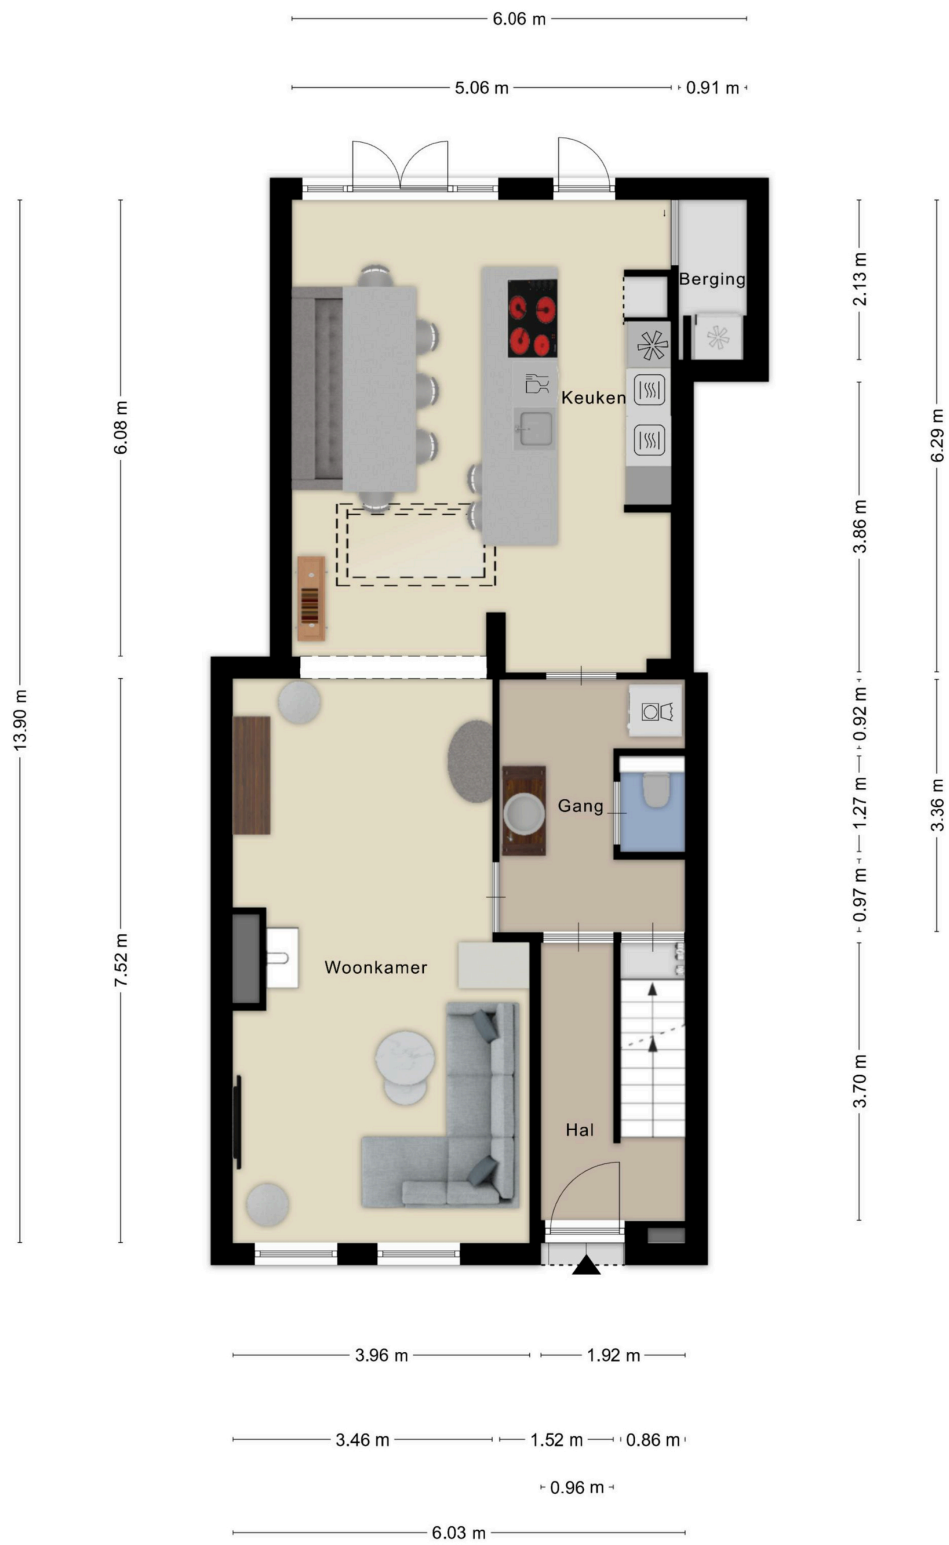 6.06 m
5.06 m
0.91 m
Berging
2.13 m
Keuken
6.08 m
6.29 m
3.86 m
13.90 m
0.92 m
Gang
1.27 m
3.36 m
0.97 m
7.52 m
Woonkamer
3.70 m
Hal
3.96 m
1.92 m
3.46 m
1.52 m
0.86 m
0.96 m
6.03 m